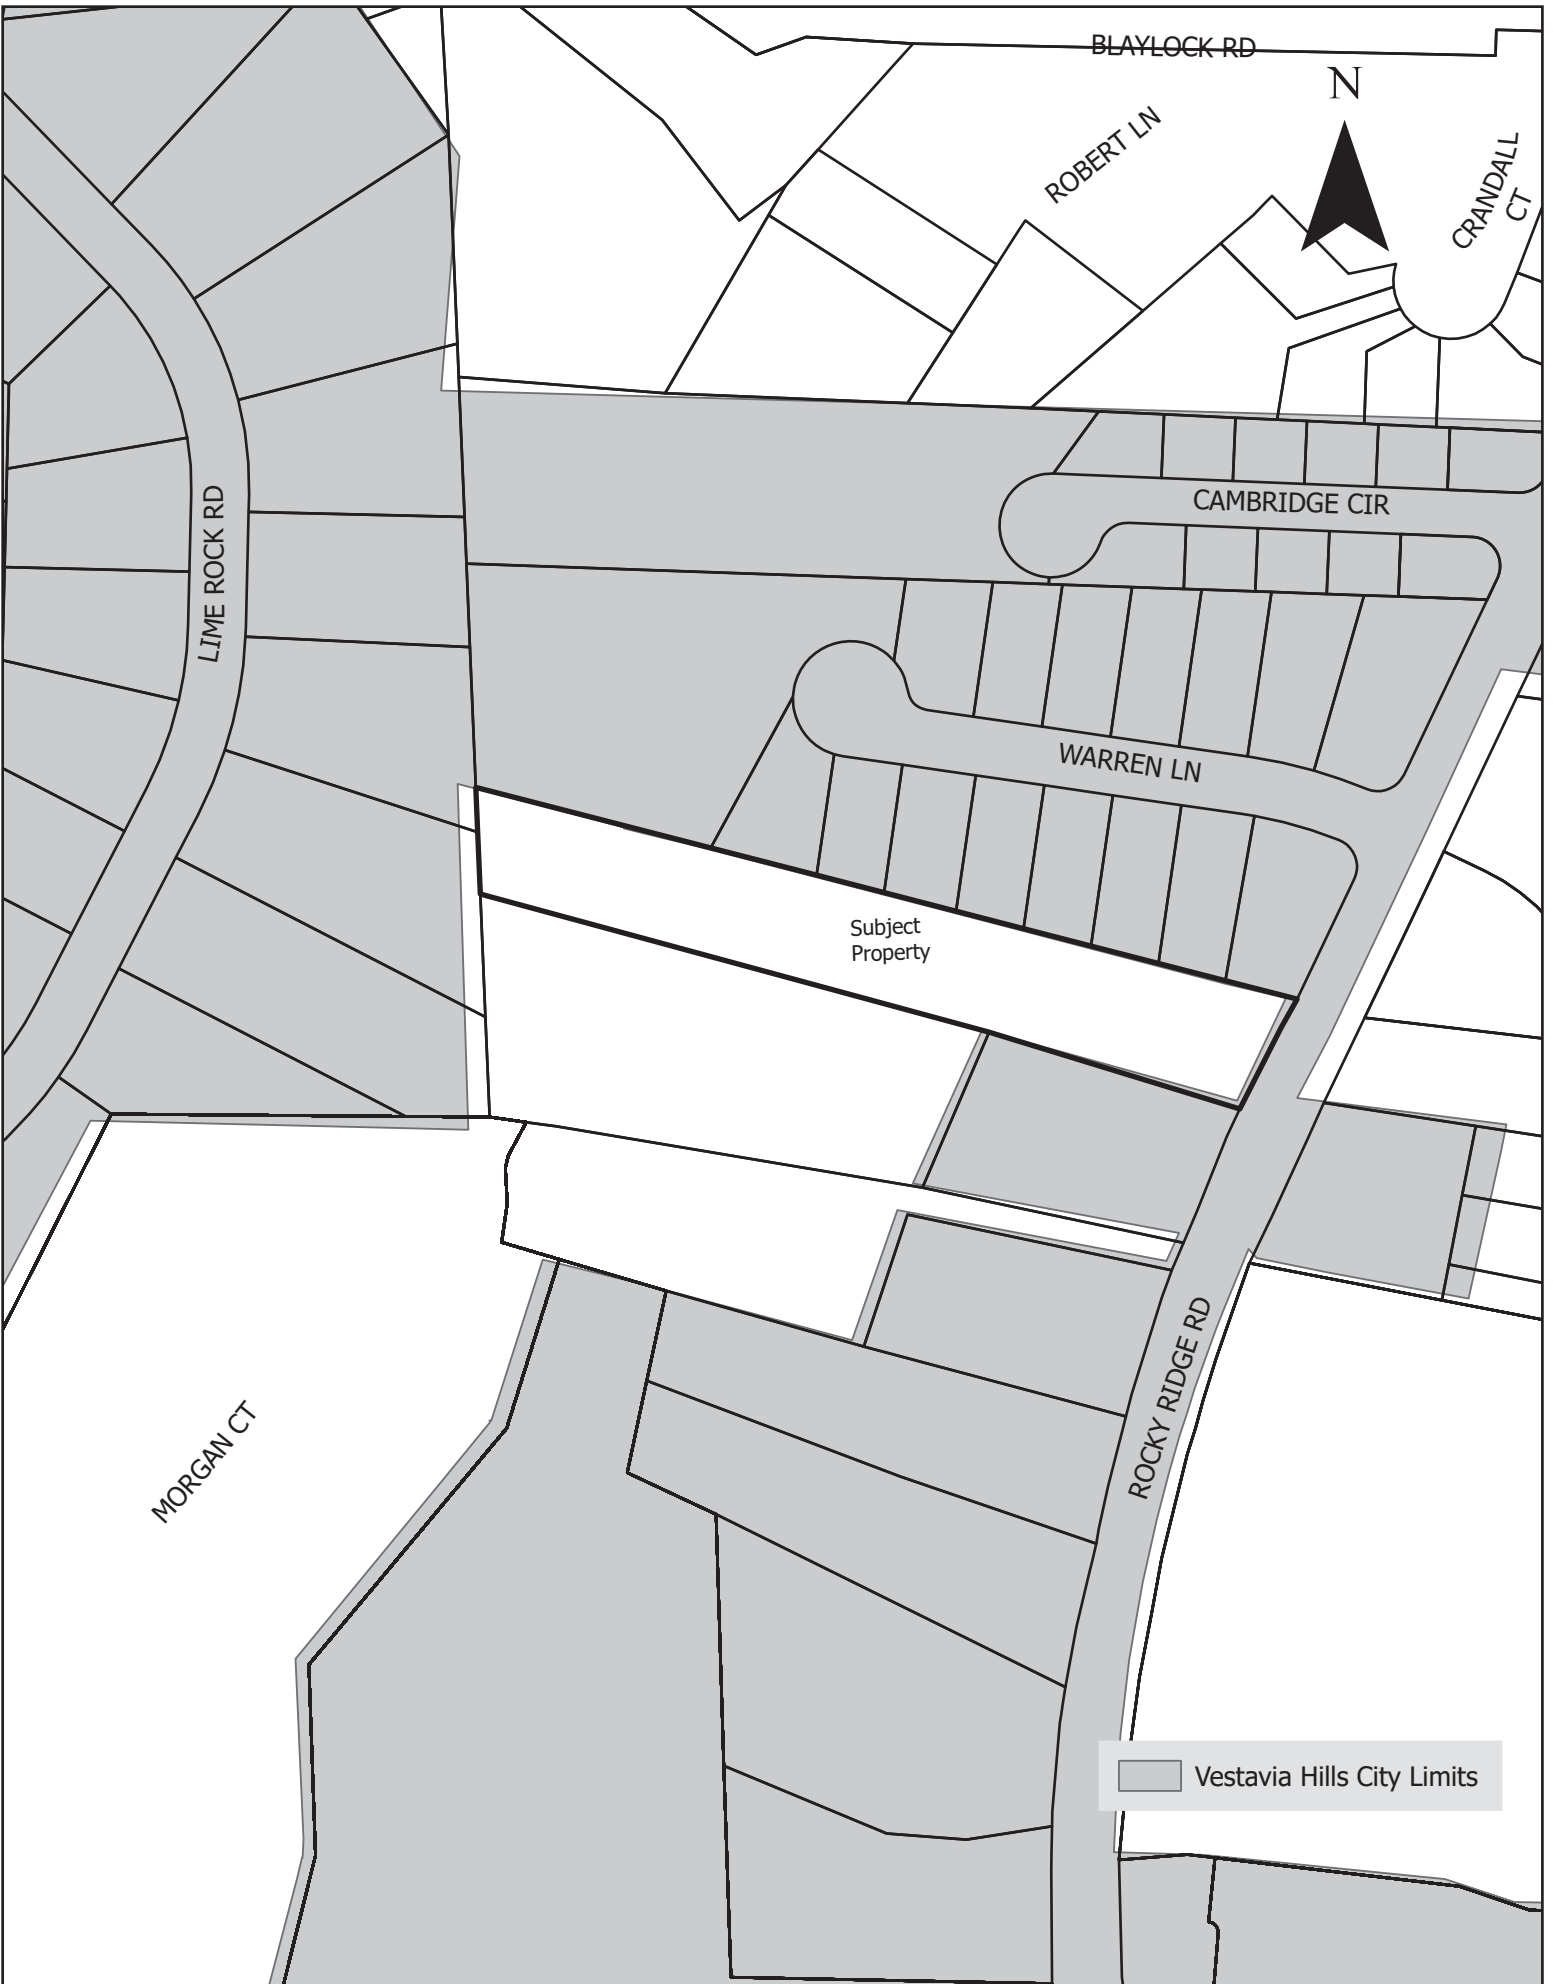 BLAYLOCK RD
N
ROBERT LN
CRANDALL
CT
CAMBRIDGE CIR
LIME ROCK RD
WARREN LN
Subject
Property
ROCKY RIDGE RD
MORGAN CT
Vestavia Hills City Limits